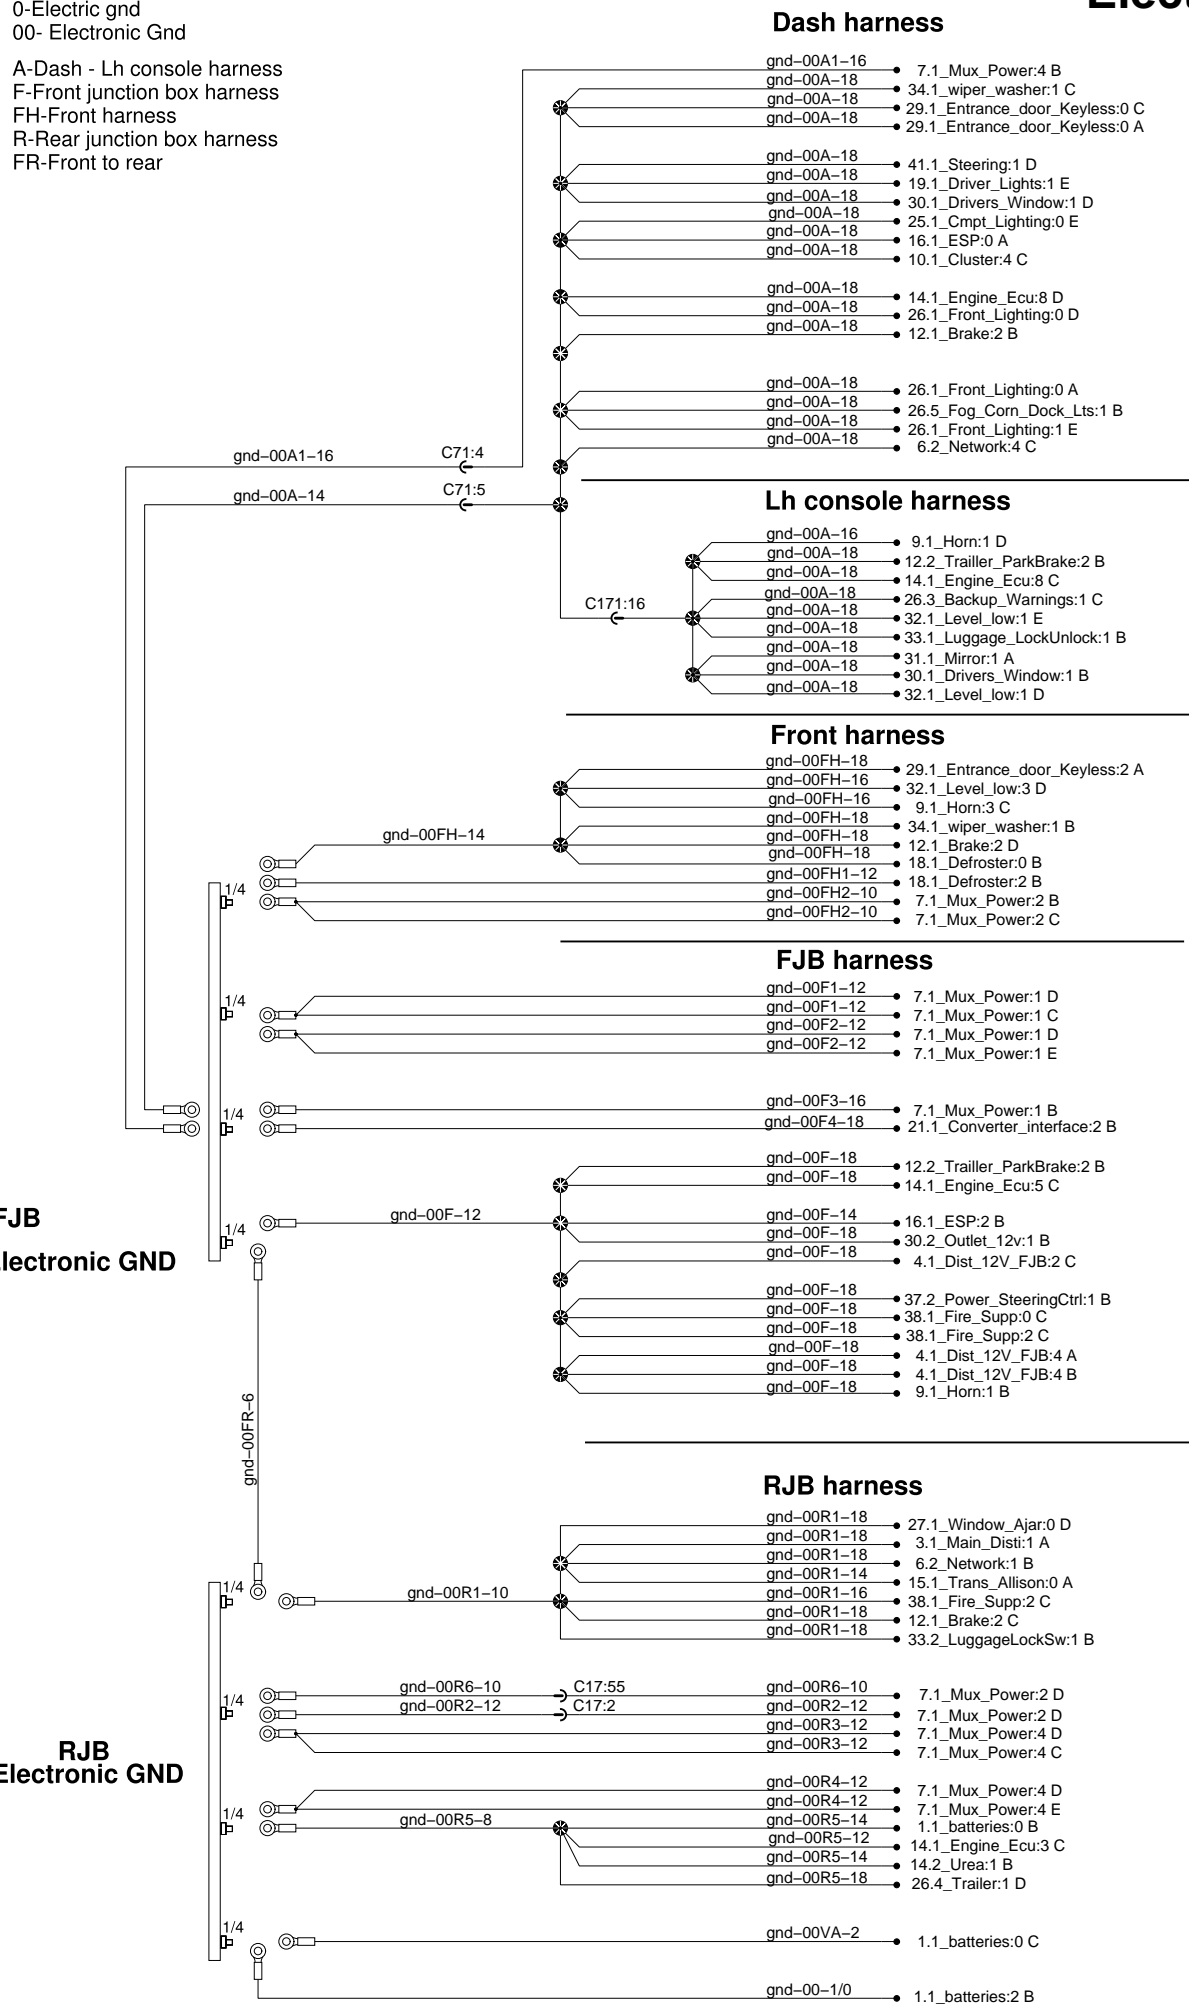 0-Electric gnd
00- Electronic Gnd
A-Dash - Lh console harness
F-Front junction box harness
FH-Front harness
R-Rear junction box harness
FR-Front to rear
Dash harness
gnd-00A1-16 7.1_Mux_Power:4 B
gnd-00A-18 34.1_wiper_washer:1 C
gnd-00A-18 29.1_Entrance_door_Keyless:0 C
gnd-00A-18 29.1_Entrance_door_Keyless:0 A
gnd-00A-18 41.1_Steering:1 D
gnd-00A-18 19.1_Driver_Lights:1 E
gnd-00A-18 30.1_Drivers_Window:1 D
gnd-00A-18 25.1_Cmpt_Lighting:0 E
gnd-00A-18 16.1_ESP:0 A
gnd-00A-18 10.1_Cluster:4 C
gnd-00A-18 14.1_Engine_Ecu:8 D
gnd-00A-18 26.1_Front_Lighting:0 D
gnd-00A-18 12.1_Brake:2 B
gnd-00A-18 26.1_Front_Lighting:0 A
gnd-00A-18 26.5_Fog_Corn_Dock_Lts:1 B
gnd-00A-18 26.1_Front_Lighting:1 E
gnd-00A-18 6.2_Network:4 C
gnd-00A1-16 C71:4
gnd-00A-14 C71:5
Lh console harness
gnd-00A-16 9.1_Horn:1 D
gnd-00A-18 12.2_Trailler_ParkBrake:2 B
gnd-00A-18 14.1_Engine_Ecu:8 C
gnd-00A-18 26.3_Backup_Warnings:1 C
C171:16 gnd-00A-18 32.1_Level_low:1 E
gnd-00A-18 33.1_Luggage_LockUnlock:1 B
gnd-00A-18 31.1_Mirror:1 A
gnd-00A-18 30.1_Drivers_Window:1 B
gnd-00A-18 32.1_Level_low:1 D
Front harness
gnd-00FH-18 29.1_Entrance_door_Keyless:2 A
gnd-00FH-16 32.1_Level_low:3 D
gnd-00FH-16 9.1_Horn:3 C
gnd-00FH-18 34.1_wiper_washer:1 B
gnd-00FH-14 gnd-00FH-18 12.1_Brake:2 D
gnd-00FH-18 18.1_Defroster:0 B
gnd-00FH1-12 18.1_Defroster:2 B
1/4 gnd-00FH2-10 7.1_Mux_Power:2 B
gnd-00FH2-10 7.1_Mux_Power:2 C
FJB harness
gnd-00F1-12 7.1_Mux_Power:1 D
1/4 gnd-00F1-12 7.1_Mux_Power:1 C
gnd-00F2-12 7.1_Mux_Power:1 D
gnd-00F2-12 7.1_Mux_Power:1 E
gnd-00F3-16 7.1_Mux_Power:1 B
1/4 gnd-00F4-18 21.1_Converter_interface:2 B
gnd-00F-18 12.2_Trailler_ParkBrake:2 B
gnd-00F-18 14.1_Engine_Ecu:5 C
FJB gnd-00F-12 gnd-00F-14 16.1_ESP:2 B
1/4 gnd-00F-18 30.2_Outlet_12v:1 B
lectronic GND gnd-00F-18 4.1_Dist_12V_FJB:2 C
gnd-00F-18 37.2_Power_SteeringCtrl:1 B
gnd-00F-18 38.1_Fire_Supp:0 C
gnd-00F-18 38.1_Fire_Supp:2 C
gnd-00F-18 4.1_Dist_12V_FJB:4 A
gnd-00F-18 4.1_Dist_12V_FJB:4 B
gnd-00F-18 9.1_Horn:1 B
gnd-00FR-6
RJB harness
gnd-00R1-18 27.1_Window_Ajar:0 D
gnd-00R1-18 3.1_Main_Disti:1 A
gnd-00R1-18 6.2_Network:1 B
gnd-00R1-14 15.1_Trans_Allison:0 A
1/4 gnd-00R1-10 gnd-00R1-16 38.1_Fire_Supp:2 C
gnd-00R1-18 12.1_Brake:2 C
gnd-00R1-18 33.2_LuggageLockSw:1 B
gnd-00R6-10 C17:55 gnd-00R6-10 7.1_Mux_Power:2 D
1/4 gnd-00R2-12 C17:2 gnd-00R2-12 7.1_Mux_Power:2 D
gnd-00R3-12 7.1_Mux_Power:4 D
gnd-00R3-12 7.1_Mux_Power:4 C
RJB
Electronic GND
gnd-00R4-12 7.1_Mux_Power:4 D
gnd-00R4-12 7.1_Mux_Power:4 E
1/4 gnd-00R5-8 gnd-00R5-14 1.1_batteries:0 B
gnd-00R5-12 14.1_Engine_Ecu:3 C
gnd-00R5-14 14.2_Urea:1 B
gnd-00R5-18 26.4_Trailer:1 D
1/4 gnd-00VA-2 1.1_batteries:0 C
gnd-00-1/0 1.1_batteries:2 B